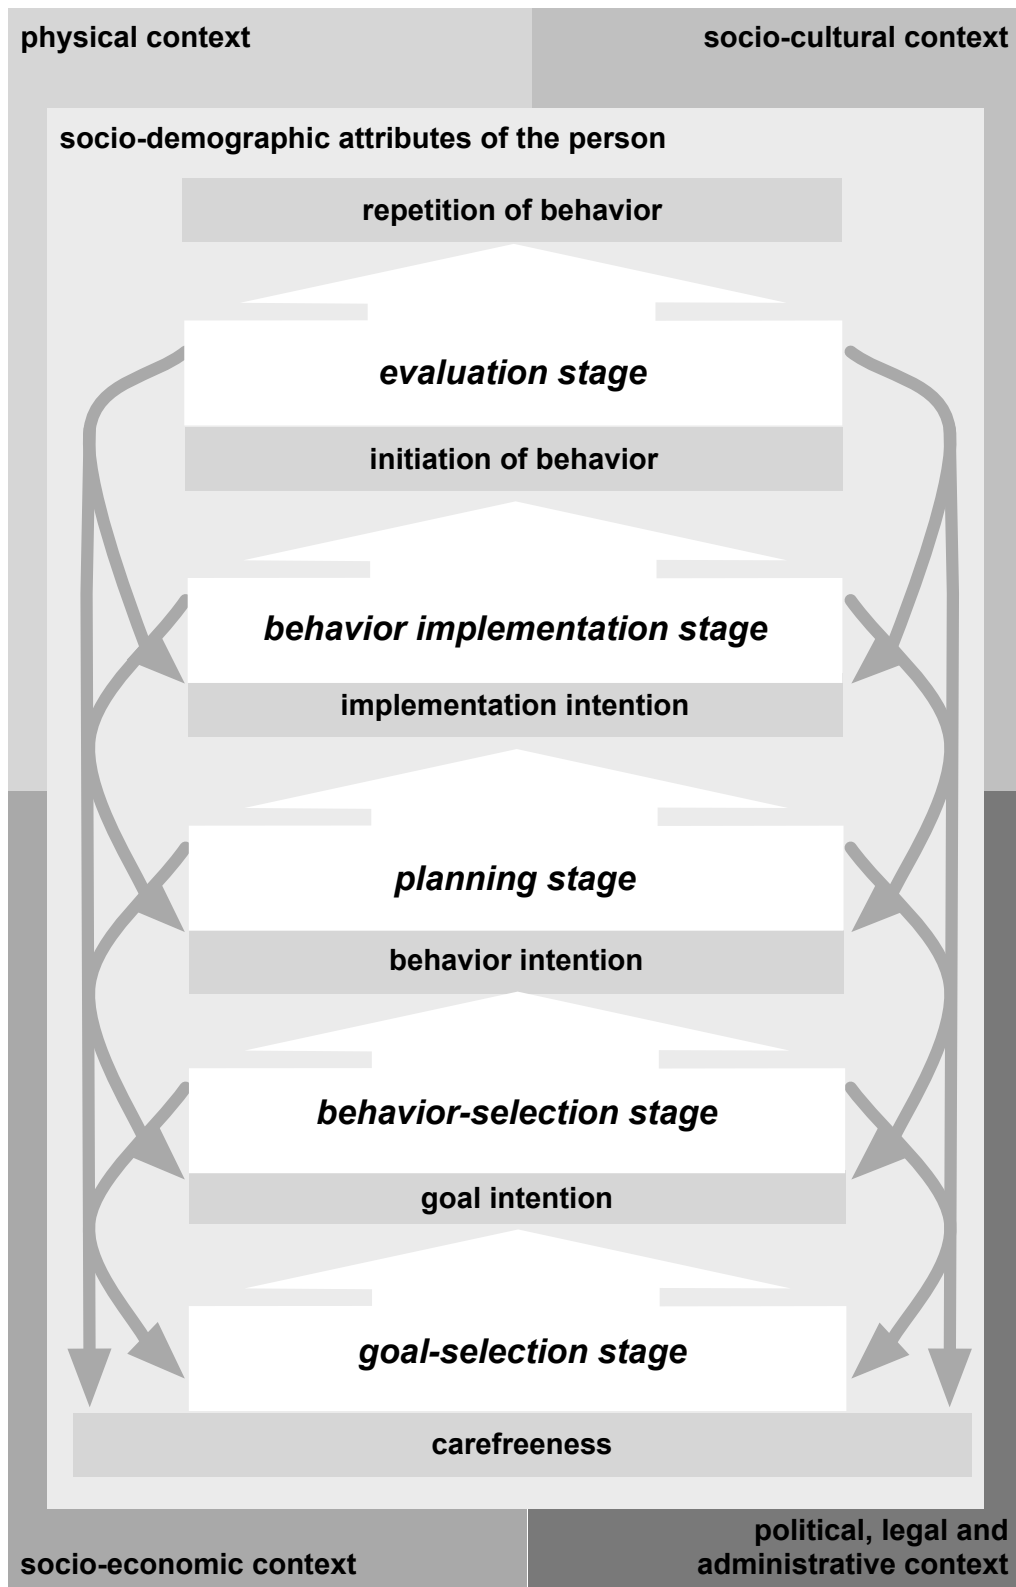 physical context
socio-cultural context
socio-demographic attributes of the person
repetition of behavior
evaluation stage
initiation of behavior
behavior implementation stage
implementation intention
planning stage
behavior intention
behavior-selection stage
goal intention
goal-selection stage
carefreeness
socio-economic context
political, legal and
administrative context